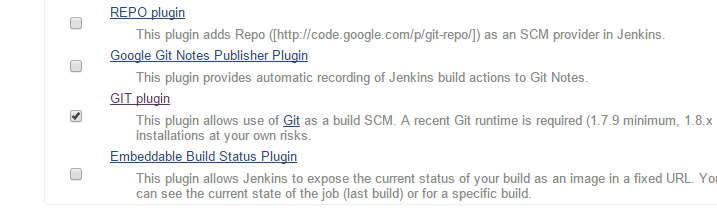 REPO plugin
This plugin adds Repo ([http://code.google.com/p/git-repo/]) as an SCM provider in Jenkins.
Google Git Notes Publisher Plugin
This plugin provides automatic recording of Jenkins build actions to Git Notes.
GIT plugin
This plugin allows use of Git as a build SCM. A recent Git runtime is required (1.7.9 minimum, 1.8.x
installations at your own risks.
Embeddable Build Status Plugin
This plugin allows Jenkins to expose the current status of your build as an image in a fixed URL. You
can see the current state of the job (last build) or for a specific build.